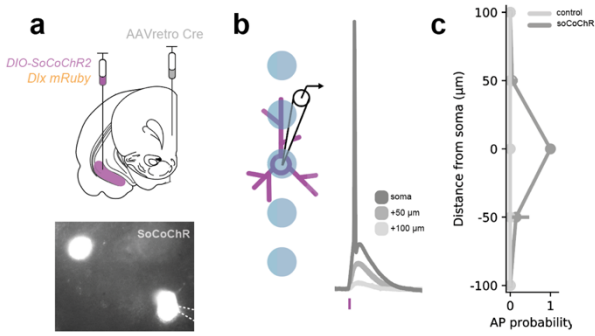 a
AAVretro Cre
DIO-SoCoChR2
Dlx mRuby
SoCoChR
b
soma
+50 µm
+100 µm
c
control
soCoChR
Distance from soma (µm)
100
50
0
-50
-100
0
1
AP probability